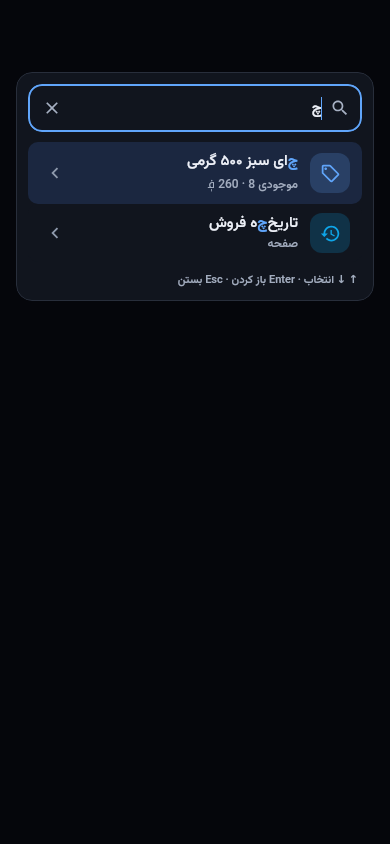 چ
چای سبز ۵۰۰ گرمی
موجودی 8 · 260 ؋
تاریخچه فروش
صفحه
↑ ↓ انتخاب · Enter باز کردن · Esc بستن